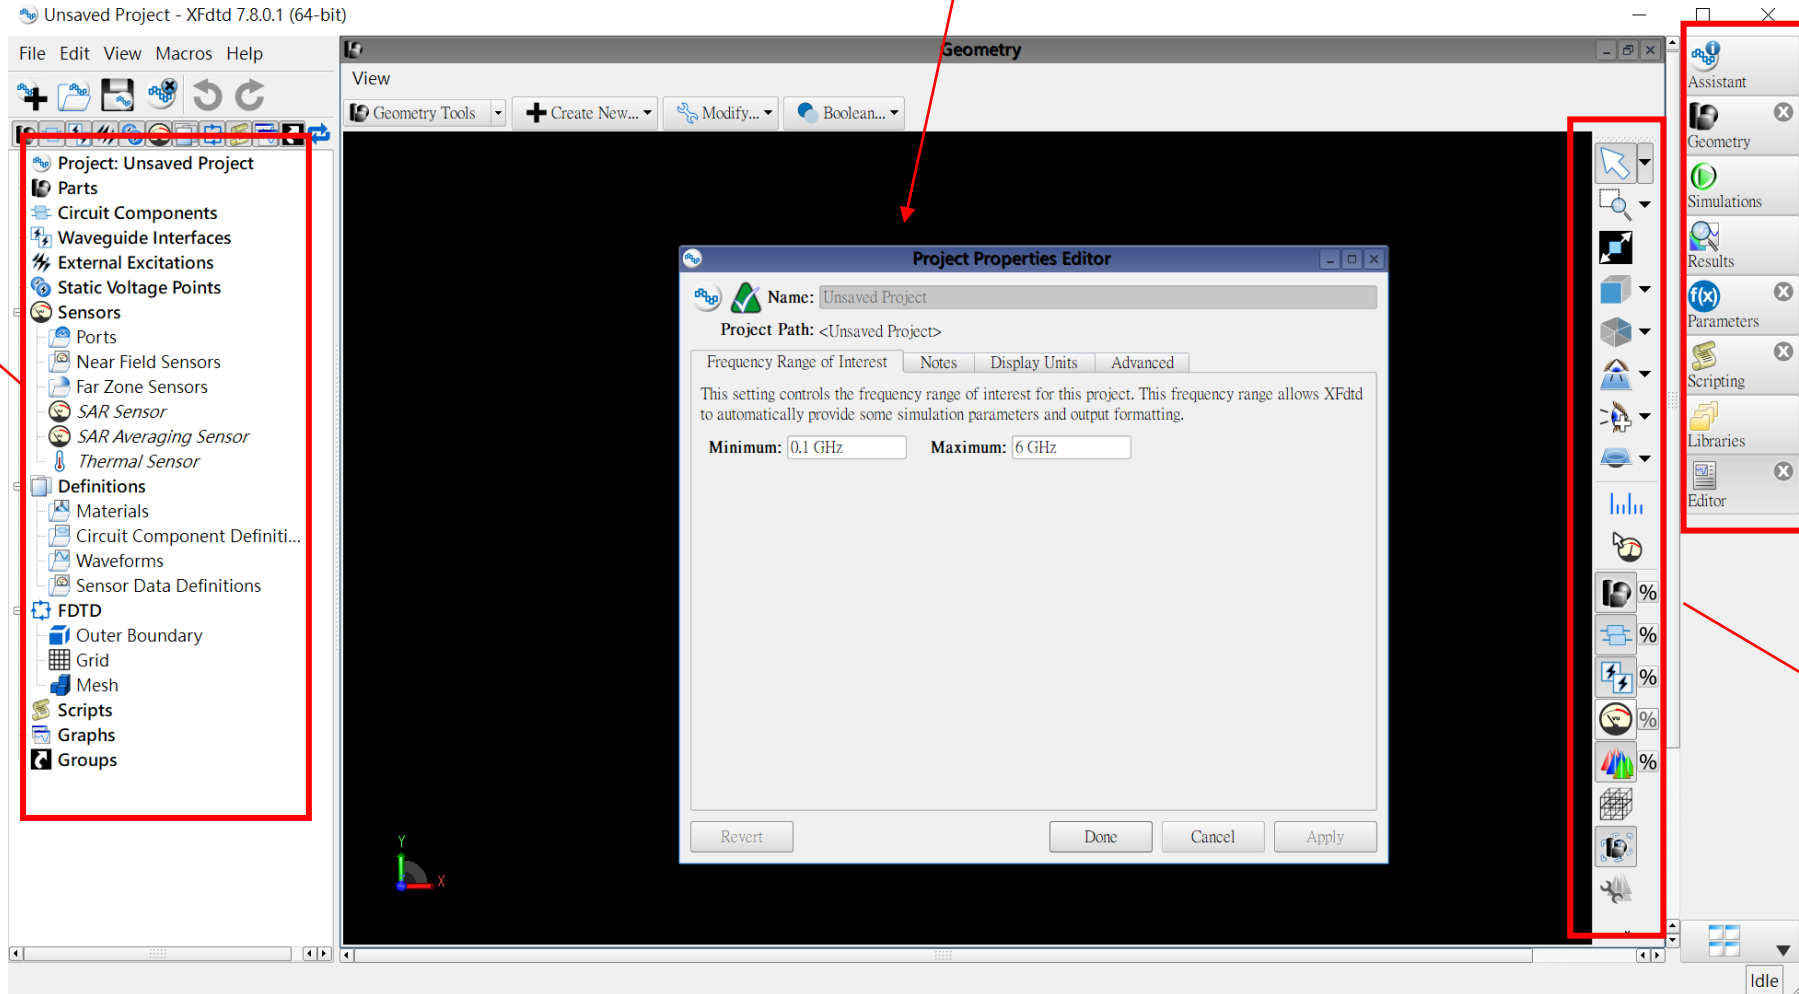 Unsaved Project - XFdtd 7.8.0.1 (64-bit)
File Edit View Macros Help
Project: Unsaved Project
Parts
Circuit Components
Waveguide Interfaces
External Excitations
Static Voltage Points
Sensors
Ports
Near Field Sensors
Far Zone Sensors
SAR Sensor
SAR Averaging Sensor
Thermal Sensor
Definitions
Materials
Circuit Component Definiti...
Waveforms
Sensor Data Definitions
FDTD
Outer Boundary
Grid
Mesh
Scripts
Graphs
Groups
Geometry
View
Geometry Tools Create New... Modify... Boolean...
Project Properties Editor
Name: Unsaved Project
Project Path: <Unsaved Project>
Frequency Range of Interest Notes Display Units Advanced
This setting controls the frequency range of interest for this project. This frequency range allows XFdtd
to automatically provide some simulation parameters and output formatting.
Minimum: 0.1 GHz Maximum: 6 GHz
Revert Done Cancel Apply
Y
X
%
%
%
%
%
Assistant
Geometry
Simulations
Results
f(x)
Parameters
Scripting
Libraries
Editor
Idle